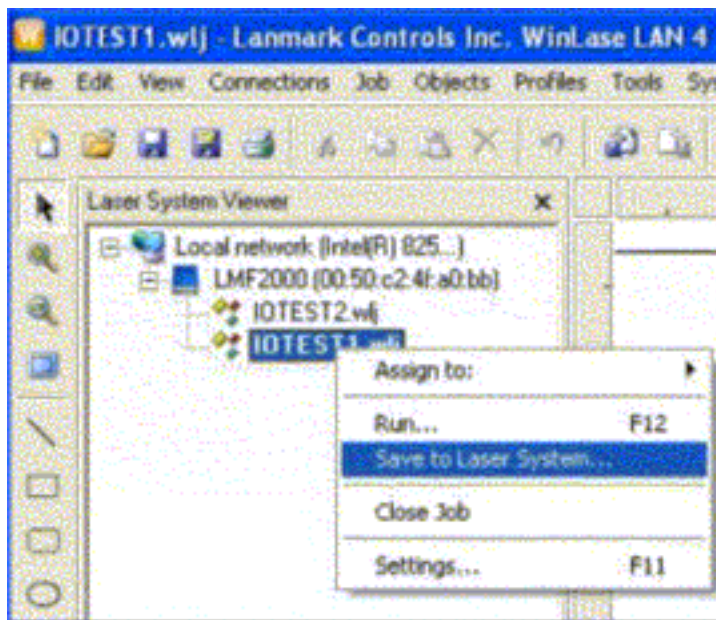 IOTEST1.wlj - Lanmark Controls Inc. WinLase LAN 4
File Edit View Connections Job Objects Profiles Tools Sys
Laser System Viewer
Local network (Intel(R) 825...)
LMF2000 (00:50:c2:4f:a0:bb)
IOTEST2.wlj
IOTEST1.wlj
Assign to:
Run... F12
Save to Laser System...
Close Job
Settings... F11